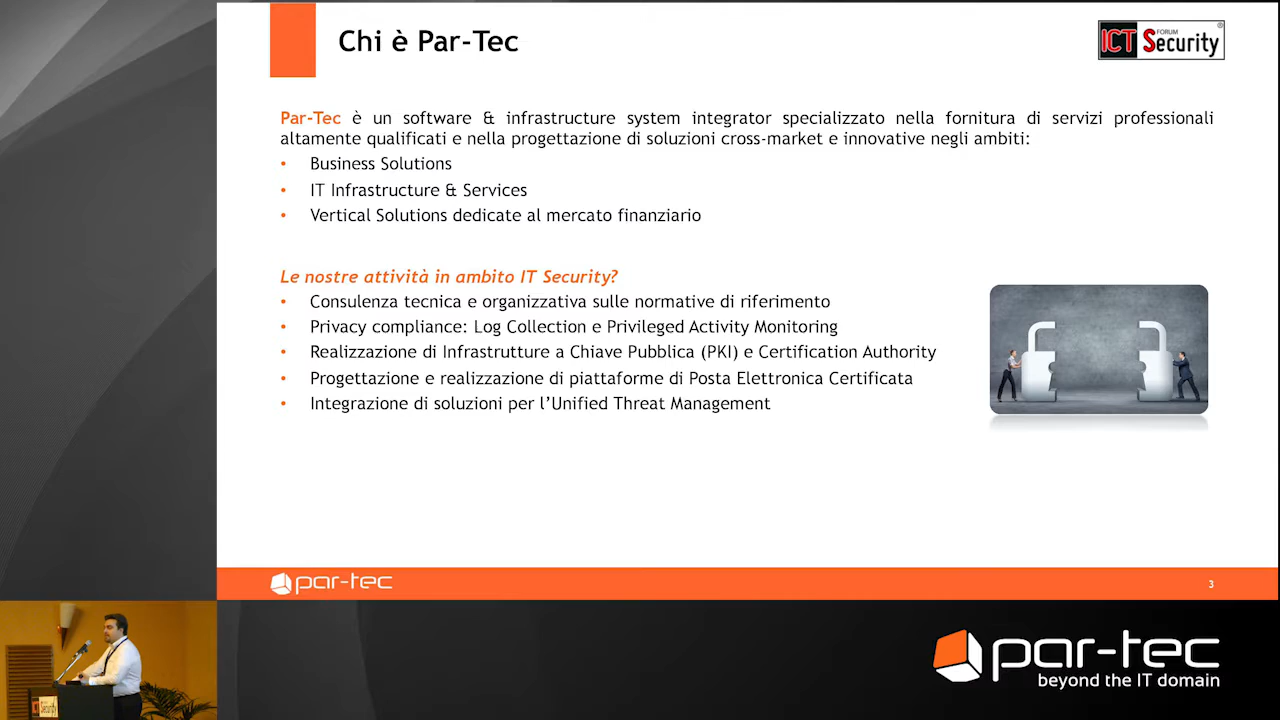 Chi è Par-Tec
ICT FORUM Security®
Par-Tec è un software & infrastructure system integrator specializzato nella fornitura di servizi professionali
altamente qualificati e nella progettazione di soluzioni cross-market e innovative negli ambiti:
• Business Solutions
• IT Infrastructure & Services
• Vertical Solutions dedicate al mercato finanziario
Le nostre attività in ambito IT Security?
• Consulenza tecnica e organizzativa sulle normative di riferimento
• Privacy compliance: Log Collection e Privileged Activity Monitoring
• Realizzazione di Infrastrutture a Chiave Pubblica (PKI) e Certification Authority
• Progettazione e realizzazione di piattaforme di Posta Elettronica Certificata
• Integrazione di soluzioni per l’Unified Threat Management
par-tec
3
ICT Security
par-tec
beyond the IT domain